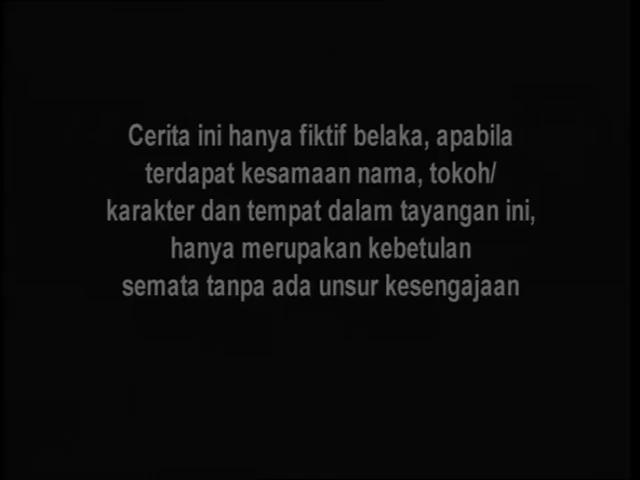 Cerita ini hanya fiktif belaka, apabila
terdapat kesamaan nama, tokoh/
karakter dan tempat dalam tayangan ini,
hanya merupakan kebetulan
semata tanpa ada unsur kesengajaan